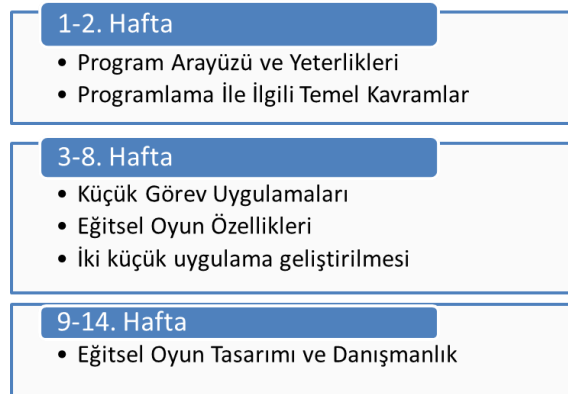 1-2. Hafta
• Program Arayüzü ve Yeterlikleri
• Programlama İle İlgili Temel Kavramlar
3-8. Hafta
• Küçük Görev Uygulamaları
• Eğitsel Oyun Özellikleri
• İki küçük uygulama geliştirilmesi
9-14. Hafta
• Eğitsel Oyun Tasarımı ve Danışmanlık